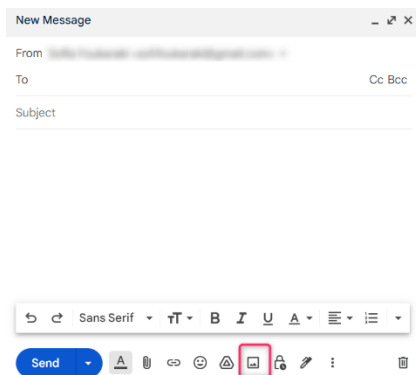 New Message
From
To Cc Bcc
Subject
Sans Serif B I U A
Send A